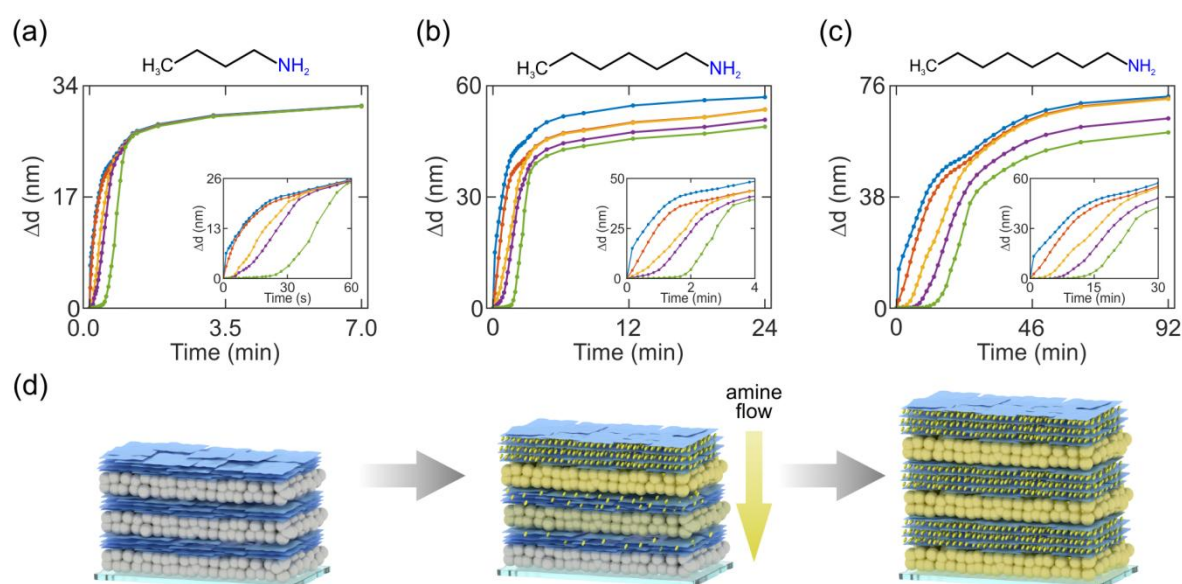 (a)
(b)
(c)
H₃C
NH₂
H₃C
NH₂
H₃C
NH₂
34
17
0
Δd (nm)
0.0
3.5
7.0
Time (min)
26
13
0
Δd (nm)
0
30
60
Time (s)
60
30
0
Δd (nm)
0
12
24
Time (min)
50
25
0
Δd (nm)
0
2
4
Time (min)
76
38
0
Δd (nm)
0
46
92
Time (min)
60
30
0
Δd (nm)
0
15
30
Time (min)
(d)
amine
flow